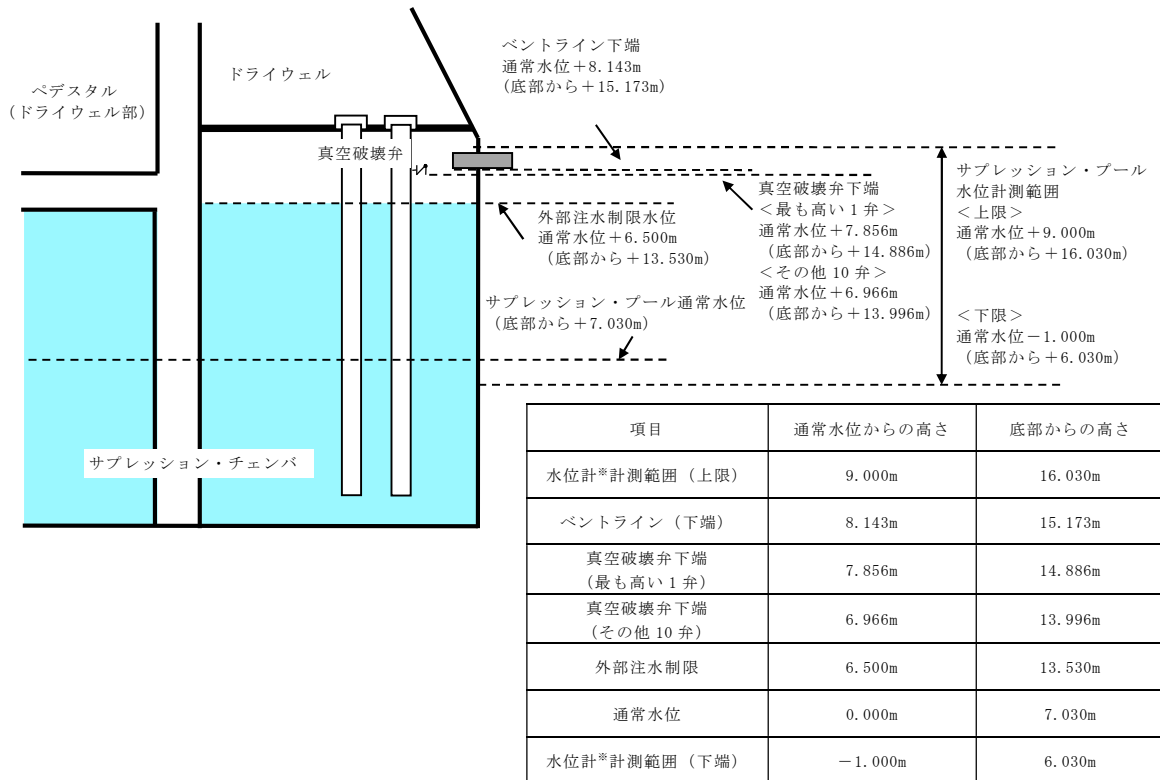 ペデスタル
（ドライウェル部）
ドライウェル
ベントライン下端
通常水位＋8.143m
(底部から＋15.173m)
真空破壊弁
外部注水制限水位
通常水位＋6.500m
（底部から＋13.530m）
真空破壊弁下端
＜最も高い1弁＞
通常水位＋7.856m
（底部から＋14.886m）
＜その他10弁＞
通常水位＋6.966m
（底部から＋13.996m）
サプレッション・プール
水位計測範囲
＜上限＞
通常水位＋9.000m
（底部から＋16.030m）
＜下限＞
通常水位－1.000m
（底部から＋6.030m）
サプレッション・プール通常水位
（底部から＋7.030m）
サプレッション・チェンバ
項目 通常水位からの高さ 底部からの高さ
水位計※計測範囲（上限） 9.000m 16.030m
ベントライン（下端） 8.143m 15.173m
真空破壊弁下端
（最も高い1弁） 7.856m 14.886m
真空破壊弁下端
（その他10弁） 6.966m 13.996m
外部注水制限 6.500m 13.530m
通常水位 0.000m 7.030m
水位計※計測範囲（下端） －1.000m 6.030m